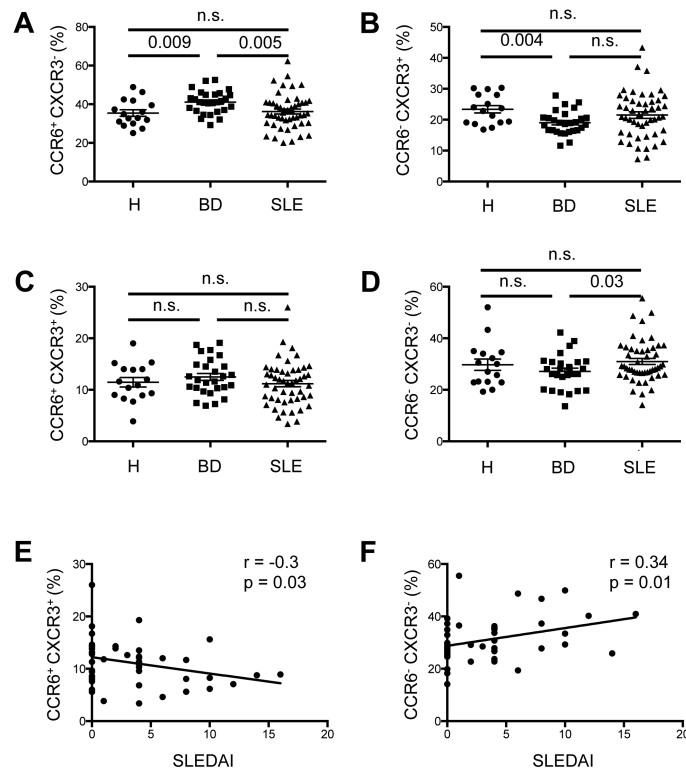 A
CCR6+ CXCR3- (%)
n.s.
0.009 0.005
80
60
40
20
0
H BD SLE
B
CCR6- CXCR3+ (%)
n.s.
0.004 n.s.
50
40
30
20
10
0
H BD SLE
C
CCR6+ CXCR3+ (%)
n.s.
n.s. n.s.
30
20
10
0
H BD SLE
D
CCR6- CXCR3- (%)
n.s.
n.s. 0.03
60
40
20
0
H BD SLE
E
CCR6+ CXCR3+ (%)
r = -0.3
p = 0.03
30
20
10
0
0 5 10 15 20
SLEDAI
F
CCR6- CXCR3- (%)
r = 0.34
p = 0.01
60
40
20
0
0 5 10 15 20
SLEDAI